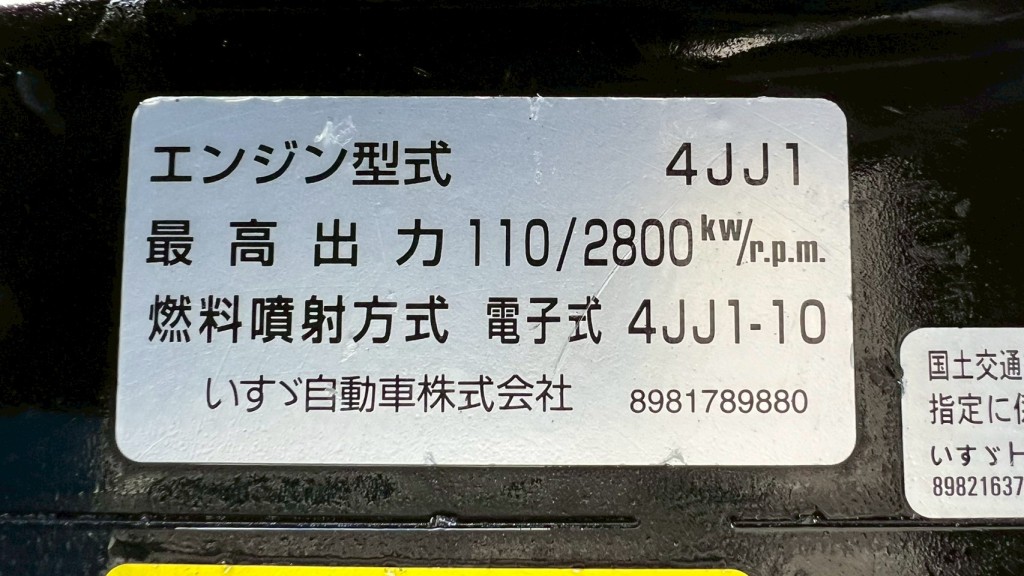 エンジン型式 4JJ1
最高出力 110/2800 kw/r.p.m.
燃料噴射方式 電子式 4JJ1-10
いすゞ自動車株式会社 8981789880
国土交通
指定に
いすゞト
89821637